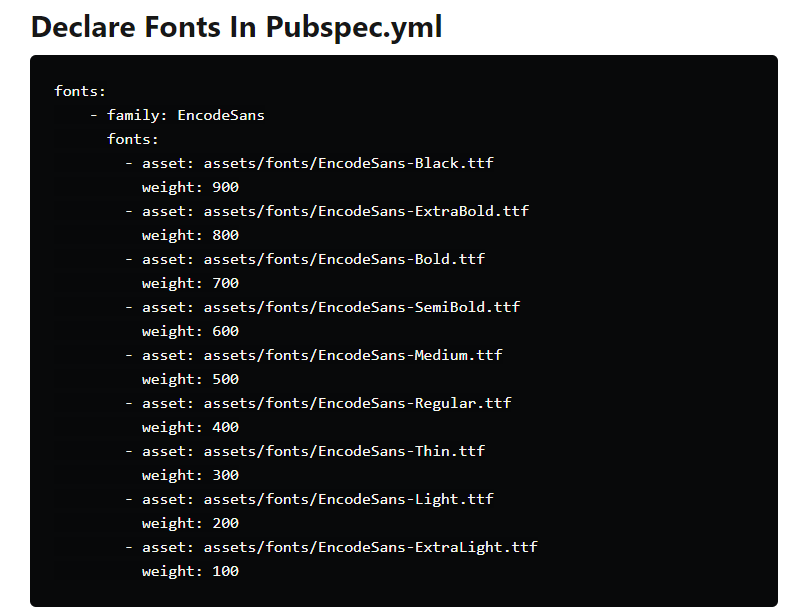 Declare Fonts In Pubspec.yml
fonts:
    - family: EncodeSans
      fonts:
        - asset: assets/fonts/EncodeSans-Black.ttf
          weight: 900
        - asset: assets/fonts/EncodeSans-ExtraBold.ttf
          weight: 800
        - asset: assets/fonts/EncodeSans-Bold.ttf
          weight: 700
        - asset: assets/fonts/EncodeSans-SemiBold.ttf
          weight: 600
        - asset: assets/fonts/EncodeSans-Medium.ttf
          weight: 500
        - asset: assets/fonts/EncodeSans-Regular.ttf
          weight: 400
        - asset: assets/fonts/EncodeSans-Thin.ttf
          weight: 300
        - asset: assets/fonts/EncodeSans-Light.ttf
          weight: 200
        - asset: assets/fonts/EncodeSans-ExtraLight.ttf
          weight: 100